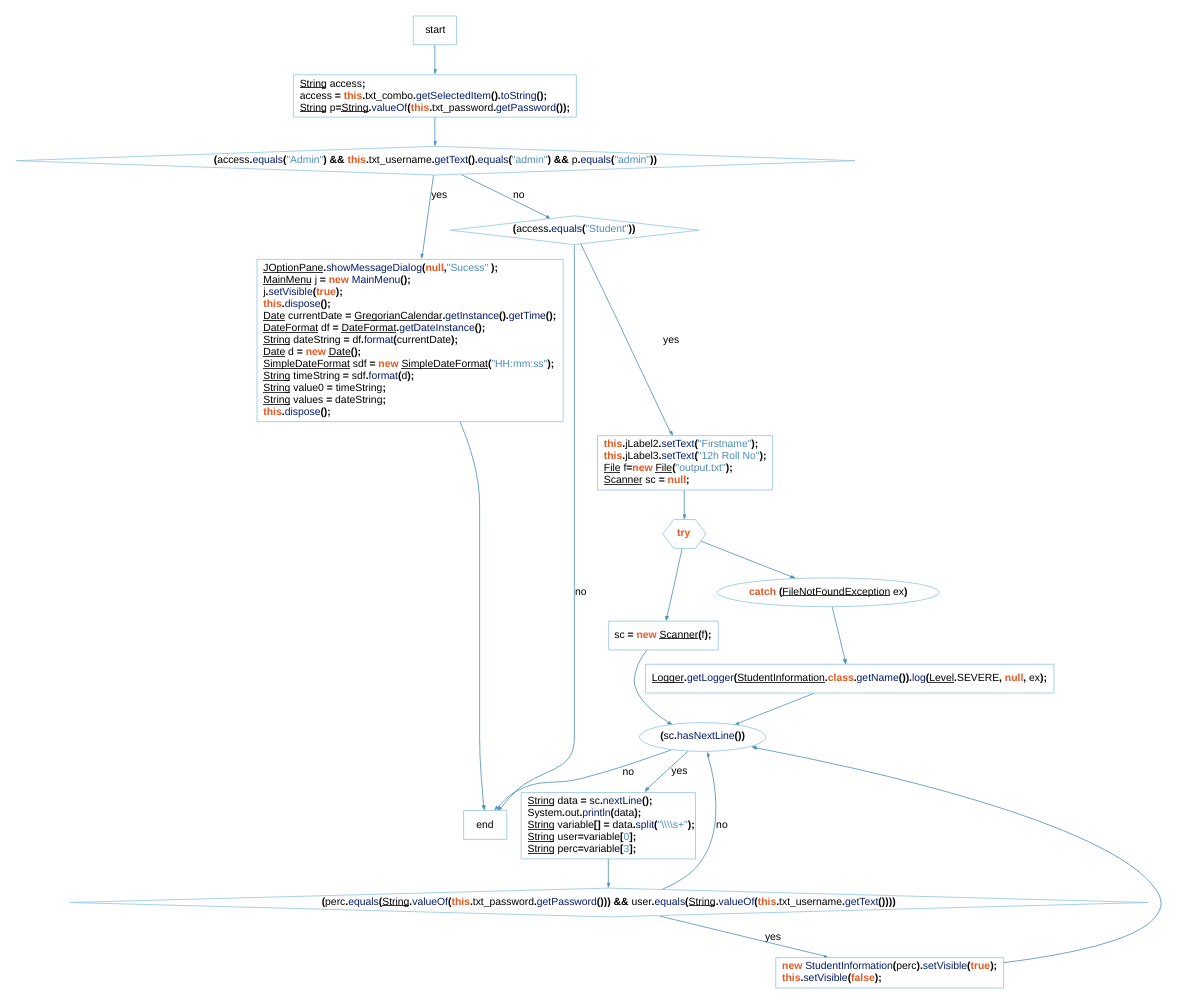 start
String access;
access = this.txt_combo.getSelectedItem().toString();
String p=String.valueOf(this.txt_password.getPassword());
(access.equals("Admin") && this.txt_username.getText().equals("admin") && p.equals("admin"))
yes
no
(access.equals("Student"))
JOptionPane.showMessageDialog(null,"Sucess" );
MainMenu j = new MainMenu();
j.setVisible(true);
this.dispose();
Date currentDate = GregorianCalendar.getInstance().getTime();
DateFormat df = DateFormat.getDateInstance();
String dateString = df.format(currentDate);
Date d = new Date();
SimpleDateFormat sdf = new SimpleDateFormat("HH:mm:ss");
String timeString = sdf.format(d);
String value0 = timeString;
String values = dateString;
this.dispose();
yes
this.jLabel2.setText("Firstname");
this.jLabel3.setText("12h Roll No");
File f=new File("output.txt");
Scanner sc = null;
try
no
catch (FileNotFoundException ex)
sc = new Scanner(f);
Logger.getLogger(StudentInformation.class.getName()).log(Level.SEVERE, null, ex);
(sc.hasNextLine())
no
yes
end
String data = sc.nextLine();
System.out.println(data);
String variable[] = data.split("\\\\s+");
String user=variable[0];
String perc=variable[3];
no
(perc.equals(String.valueOf(this.txt_password.getPassword())) && user.equals(String.valueOf(this.txt_username.getText())))
yes
new StudentInformation(perc).setVisible(true);
this.setVisible(false);